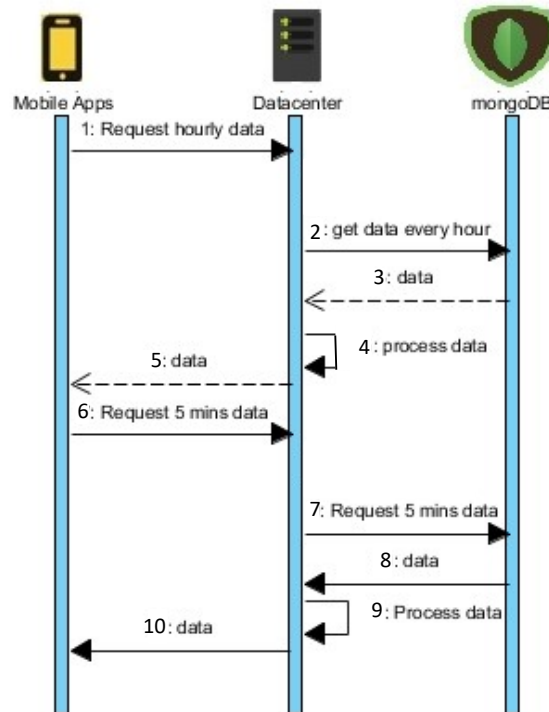 Mobile Apps
Datacenter
mongoDB
1: Request hourly data
2: get data every hour
3: data
4: process data
5: data
6: Request 5 mins data
7: Request 5 mins data
8: data
9: Process data
10: data